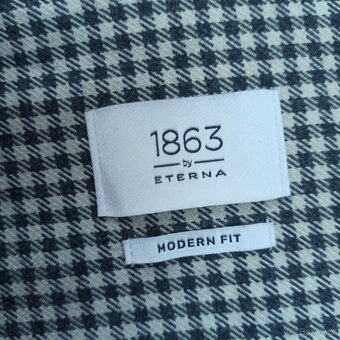 1863
by
ETERNA
MODERN FIT